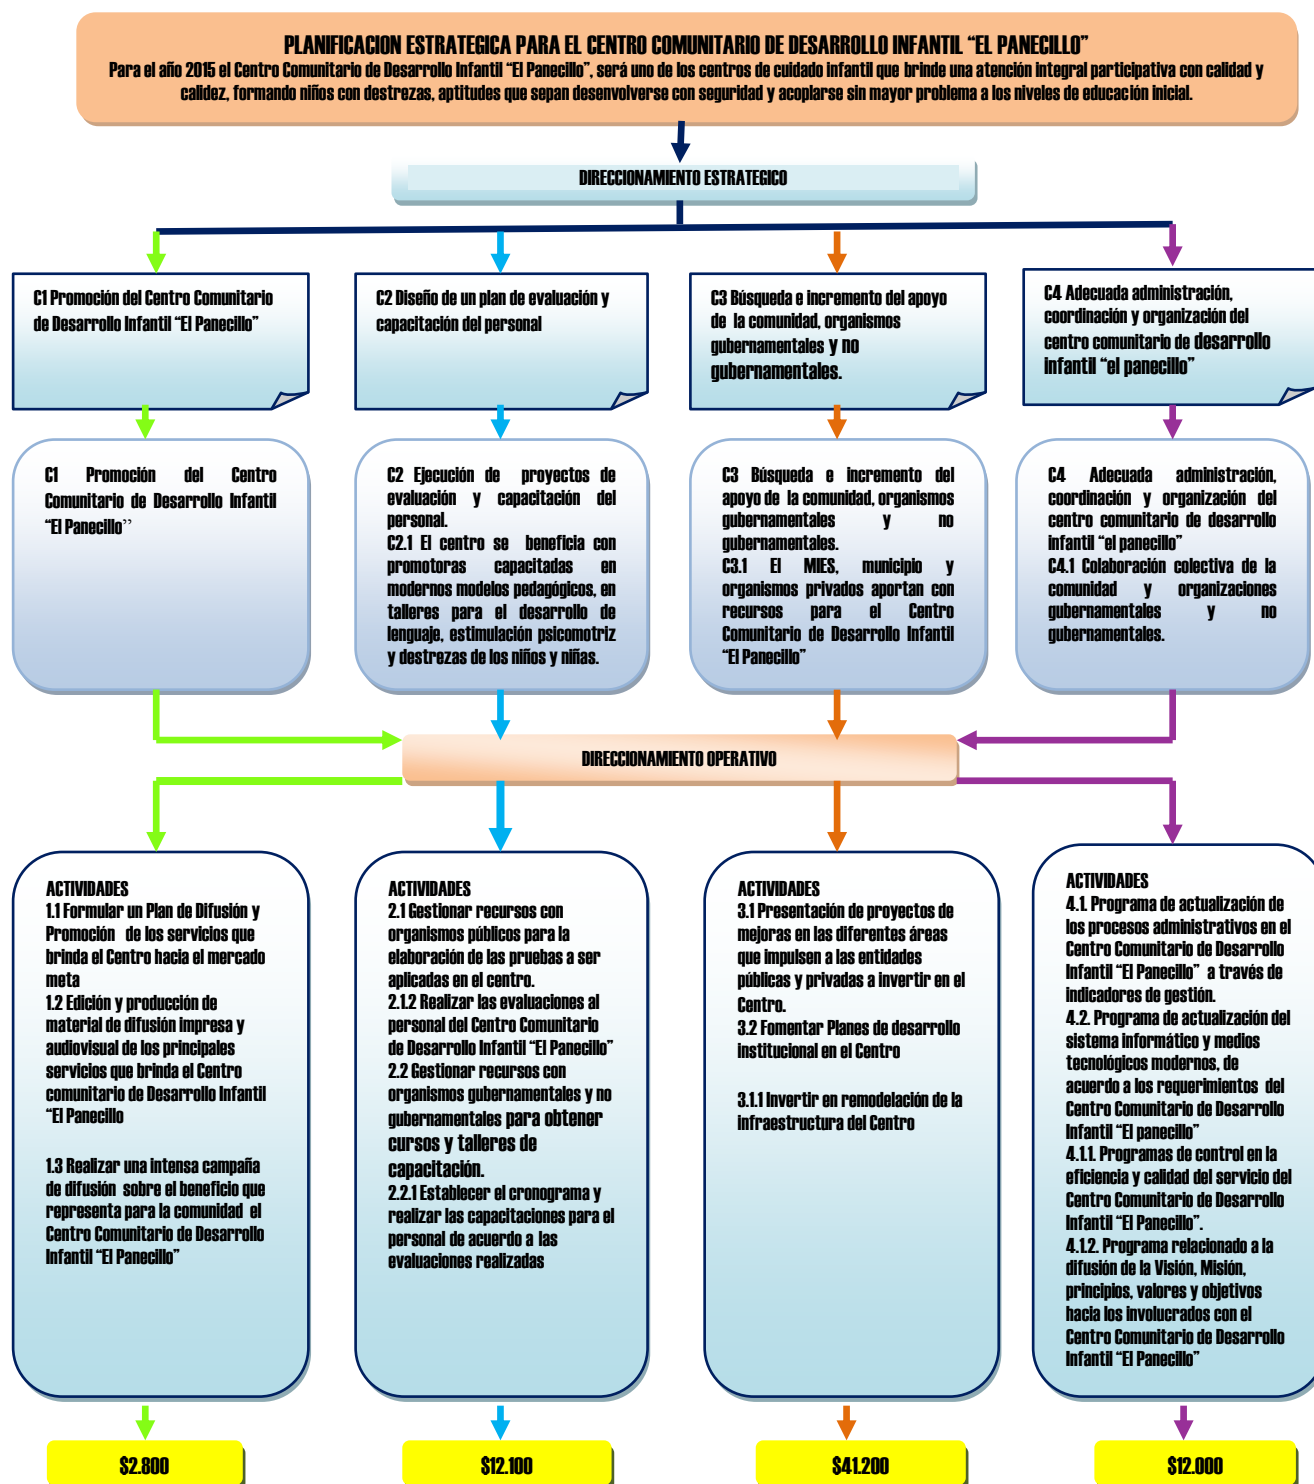 PLANIFICACION ESTRATEGICA PARA EL CENTRO COMUNITARIO DE DESARROLLO INFANTIL “EL PANECILLO”
Para el año 2015 el Centro Comunitario de Desarrollo Infantil “El Panecillo”, será uno de los centros de cuidado infantil que brinde una atención integral participativa con calidad y
calidez, formando niños con destrezas, aptitudes que sepan desenvolverse con seguridad y acoplarse sin mayor problema a los niveles de educación inicial.
DIRECCIONAMIENTO ESTRATEGICO
C1 Promoción del Centro Comunitario
de Desarrollo Infantil “El Panecillo”
C2 Diseño de un plan de evaluación y
capacitación del personal
C3 Búsqueda e incremento del apoyo
de la comunidad, organismos
gubernamentales y no
gubernamentales.
C4 Adecuada administración,
coordinación y organización del
centro comunitario de desarrollo
infantil “el panecillo”
C1 Promoción del Centro
Comunitario de Desarrollo Infantil
“El Panecillo”
C2 Ejecución de proyectos de
evaluación y capacitación del
personal.
C2.1 El centro se beneficia con
promotoras capacitadas en
modernos modelos pedagógicos, en
talleres para el desarrollo de
lenguaje, estimulación psicomotriz
y destrezas de los niños y niñas.
C3 Búsqueda e incremento del
apoyo de la comunidad, organismos
gubernamentales y no
gubernamentales.
C3.1 El MIES, municipio y
organismos privados aportan con
recursos para el Centro
Comunitario de Desarrollo Infantil
“El Panecillo”
C4 Adecuada administración,
coordinación y organización del
centro comunitario de desarrollo
infantil “el panecillo”
C4.1 Colaboración colectiva de la
comunidad y organizaciones
gubernamentales y no
gubernamentales.
DIRECCIONAMIENTO OPERATIVO
ACTIVIDADES
1.1 Formular un Plan de Difusión y
Promoción de los servicios que
brinda el Centro hacia el mercado
meta
1.2 Edición y producción de
material de difusión impresa y
audiovisual de los principales
servicios que brinda el Centro
comunitario de Desarrollo Infantil
“El Panecillo
1.3 Realizar una intensa campaña
de difusión sobre el beneficio que
representa para la comunidad el
Centro Comunitario de Desarrollo
Infantil “El Panecillo”
ACTIVIDADES
2.1 Gestionar recursos con
organismos públicos para la
elaboración de las pruebas a ser
aplicadas en el centro.
2.1.2 Realizar las evaluaciones al
personal del Centro Comunitario
de Desarrollo Infantil “El Panecillo”
2.2 Gestionar recursos con
organismos gubernamentales y no
gubernamentales para obtener
cursos y talleres de
capacitación.
2.2.1 Establecer el cronograma y
realizar las capacitaciones para el
personal de acuerdo a las
evaluaciones realizadas
ACTIVIDADES
3.1 Presentación de proyectos de
mejoras en las diferentes áreas
que impulsen a las entidades
públicas y privadas a invertir en el
Centro.
3.2 Fomentar Planes de desarrollo
institucional en el Centro
3.1.1 Invertir en remodelación de la
infraestructura del Centro
ACTIVIDADES
4.1. Programa de actualización de
los procesos administrativos en el
Centro Comunitario de Desarrollo
Infantil “El Panecillo” a través de
indicadores de gestión.
4.2. Programa de actualización del
sistema informático y medios
tecnológicos modernos, de
acuerdo a los requerimientos del
Centro Comunitario de Desarrollo
Infantil “El panecillo”
4.1.1. Programas de control en la
eficiencia y calidad del servicio del
Centro Comunitario de Desarrollo
Infantil “El Panecillo”.
4.1.2. Programa relacionado a la
difusión de la Visión, Misión,
principios, valores y objetivos
hacia los involucrados con el
Centro Comunitario de Desarrollo
Infantil “El Panecillo”
$2.800
$12.100
$41.200
$12.000